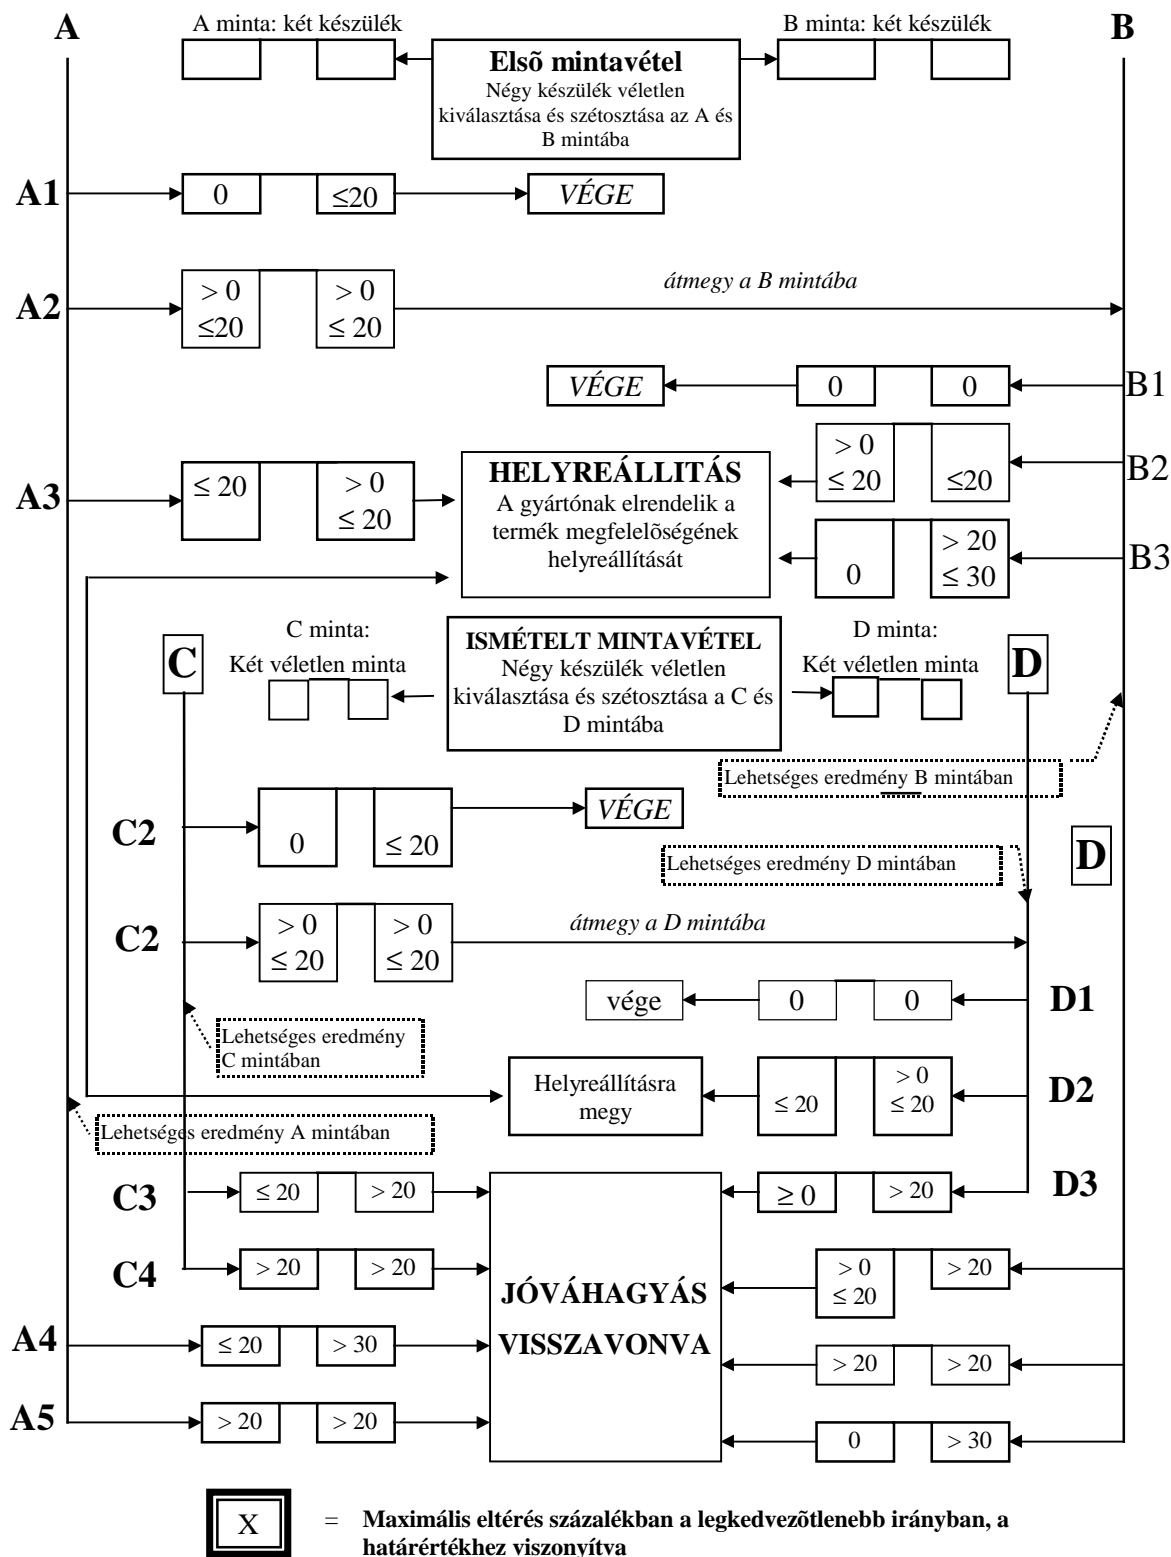 A
A minta: két készülék
B minta: két készülék
B
Elsõ mintavétel
Négy készülék véletlen
kiválasztása és szétosztása az A és
B mintába
A1
0
≤20
VÉGE
A2
> 0
≤20
> 0
≤ 20
átmegy a B mintába
VÉGE
0
0
B1
A3
≤ 20
> 0
≤ 20
HELYREÁLLITÁS
A gyártónak elrendelik a
termék megfelelõségének
helyreállítását
> 0
≤ 20
≤20
B2
0
> 20
≤ 30
B3
C
C minta:
Két véletlen minta
ISMÉTELT MINTAVÉTEL
Négy készülék véletlen
kiválasztása és szétosztása a C és
D mintába
D minta:
Két véletlen minta
D
Lehetséges eredmény B mintában
C2
0
≤ 20
VÉGE
Lehetséges eredmény D mintában
D
C2
> 0
≤ 20
> 0
≤ 20
átmegy a D mintába
vége
0
0
D1
Lehetséges eredmény
C mintában
Helyreállításra
megy
≤ 20
> 0
≤ 20
D2
Lehetséges eredmény A mintában
C3
≤ 20
> 20
≥ 0
> 20
D3
C4
> 20
> 20
JÓVÁHAGYÁS
VISSZAVONVA
> 0
≤ 20
> 20
A4
≤ 20
> 30
> 20
> 20
A5
> 20
> 20
0
> 30
X
= Maximális eltérés százalékban a legkedvezõtlenebb irányban, a
határértékhez viszonyítva